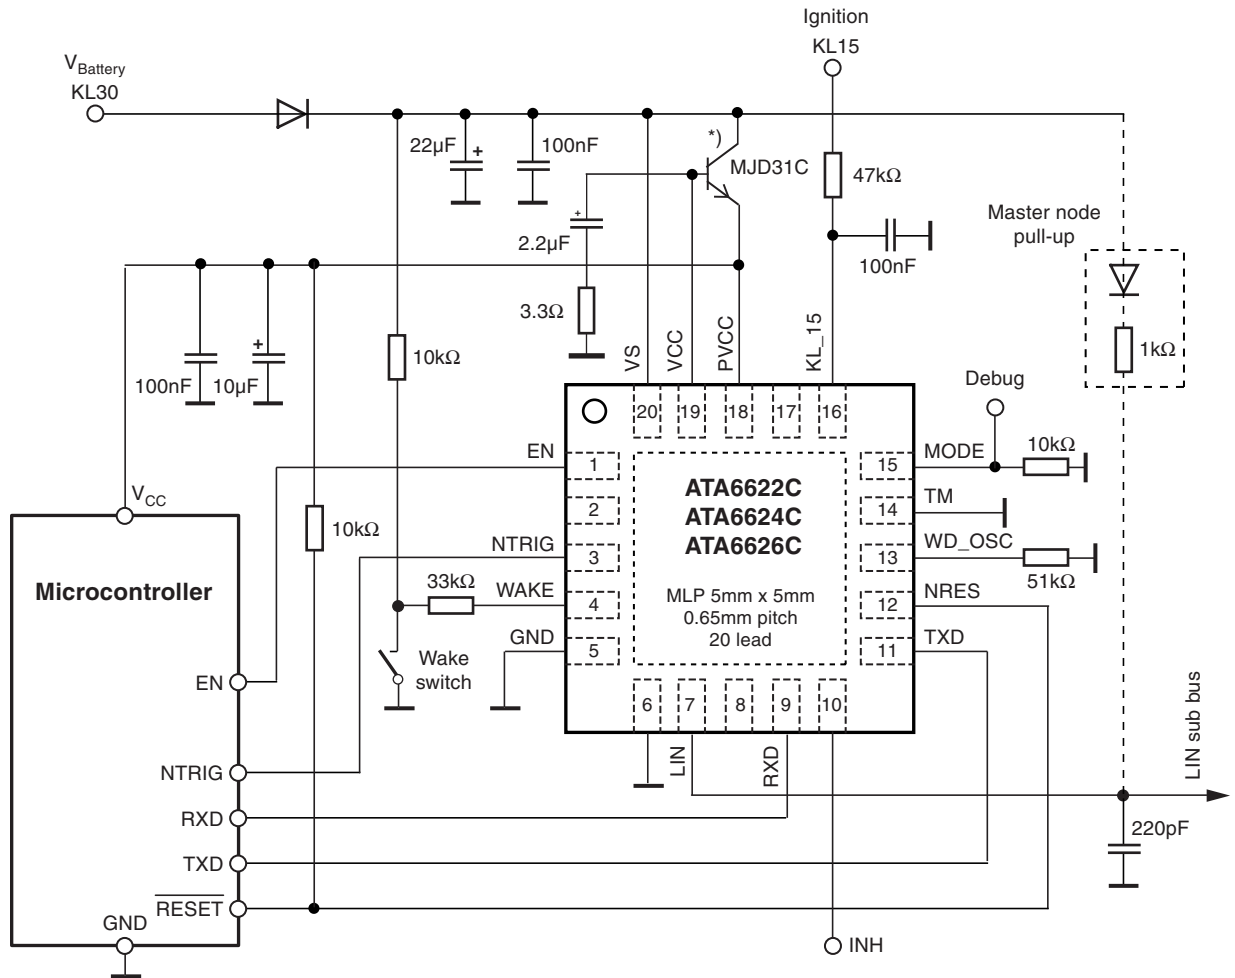 Ignition
KL15
VBattery
KL30
*)
22µF
+
100nF
MJD31C
47kΩ
+
2.2µF
Master node
pull-up
100nF
3.3Ω
+
10kΩ
1kΩ
100nF
10µF
VS
VCC
PVCC
KL_15
Debug
20
19
18
17
16
EN
1
15
MODE
10kΩ
ATA6622C
ATA6624C
ATA6626C
2
14
TM
VCC
10kΩ
NTRIG
3
13
WD_OSC
51kΩ
Microcontroller
33kΩ
WAKE
4
MLP 5mm x 5mm
0.65mm pitch
20 lead
12
NRES
GND
5
11
TXD
Wake
switch
EN
6
7
8
9
10
LIN
RXD
LIN sub bus
NTRIG
RXD
220pF
TXD
RESET
GND
INH